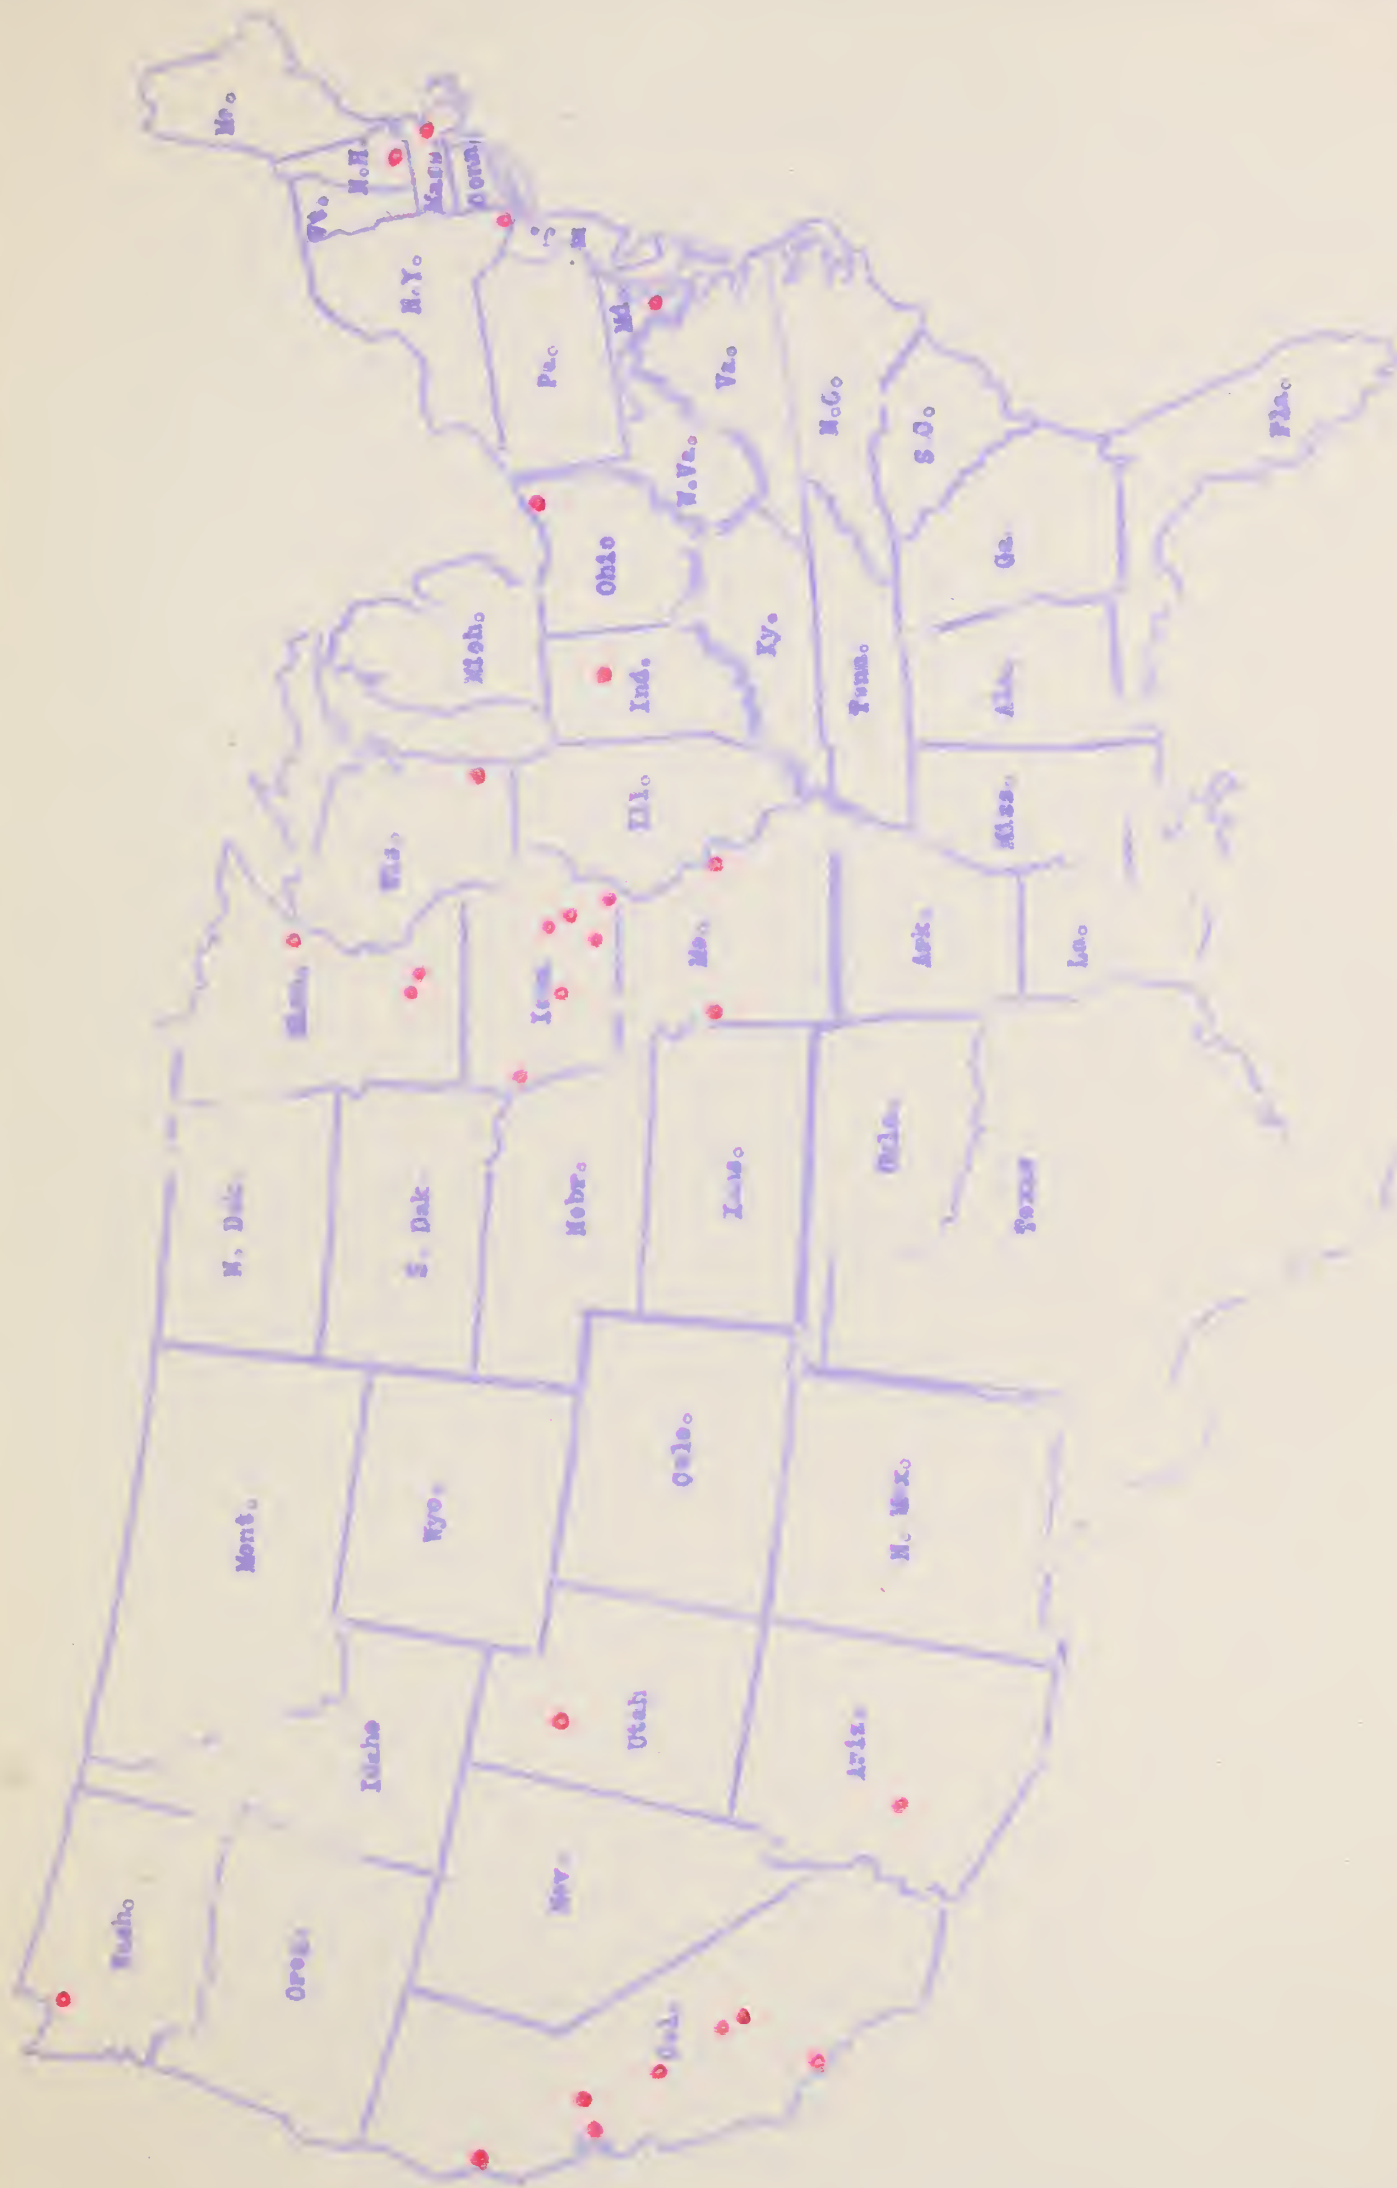 Wash.
Oreg.
Cal.
Nev.
Idaho
Mont.
Wyo.
Utah
Ariz.
Colo.
N. Mex.
N. Dak.
S. Dak
Nebr.
Kans.
Okla.
Texas
Minn.
Iowa
Mo.
Ark.
La.
Wis.
Ill.
Miss.
Mich.
Ind.
Ohio
Ky.
Tenn.
Ala.
Ga.
Fla.
S.C.
N.C.
Va.
W.Va.
Md.
Pa.
N.J.
N.Y.
Conn.
Mass.
Vt.
N.H.
Me.